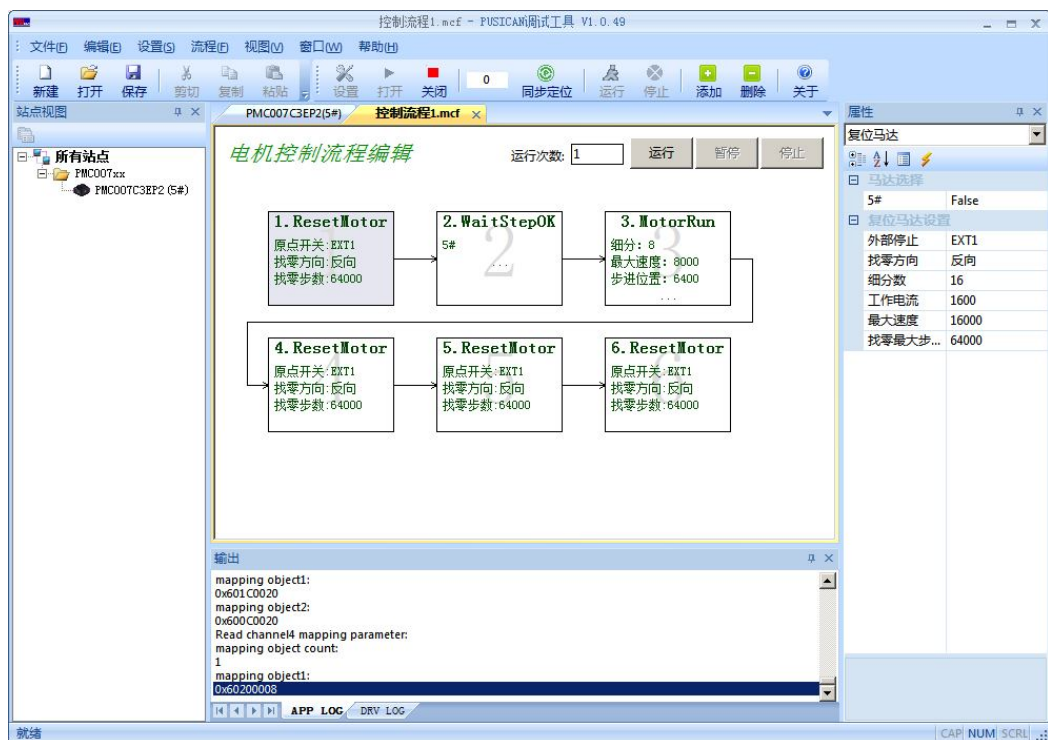 控制流程1.mcf - PUSICAN调试工具 V1.0.49
文件(F) 编辑(E) 设置(S) 流程(F) 视图(V) 窗口(W) 帮助(H)
新建 打开 保存 剪切 复制 粘贴 设置 打开 关闭 0 同步定位 运行 停止 添加 删除 关于
站点视图
所有站点
PMC007xx
PMC007C3EP2 (5#)
PMC007C3EP2(5#) 控制流程1.mcf
电机控制流程编辑
运行次数: 1 运行 暂停 停止
1.ResetMotor
原点开关:EXT1
找零方向:反向
找零步数:64000
1
2.WaitStepOK
5#
...
2
3.MotorRun
细分: 8
最大速度: 8000
步进位置: 6400
...
3
4.ResetMotor
原点开关:EXT1
找零方向:反向
找零步数:64000
4
5.ResetMotor
原点开关:EXT1
找零方向:反向
找零步数:64000
5
6.ResetMotor
原点开关:EXT1
找零方向:反向
找零步数:64000
6
输出
mapping object1:
0x601C0020
mapping object2:
0x600C0020
Read channel4 mapping parameter:
mapping object count:
1
mapping object1:
0x60200008
APP LOG DRV LOG
属性
复位马达
马达选择
5# False
复位马达设置
外部停止 EXT1
找零方向 反向
细分数 16
工作电流 1600
最大速度 16000
找零最大步... 64000
就绪
CAP NUM SCRL